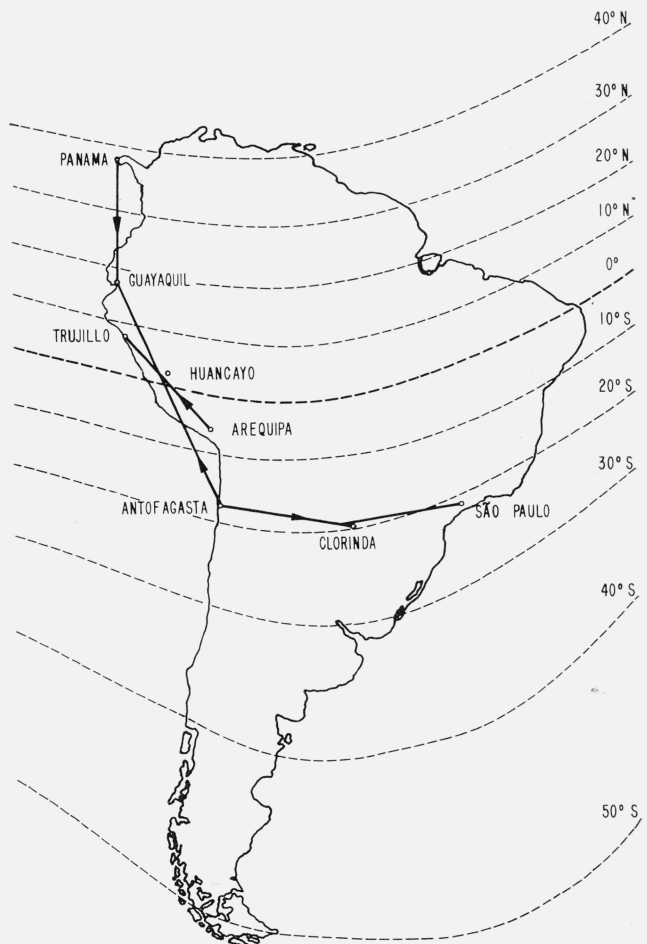 40° N
30° N
PANAMA
20° N
10° N
0°
GUAYAQUIL
10° S
TRUJILLO
HUANCAYO
20° S
AREQUIPA
30° S
ANTOFAGASTA
SÃO PAULO
CLORINDA
40° S
50° S